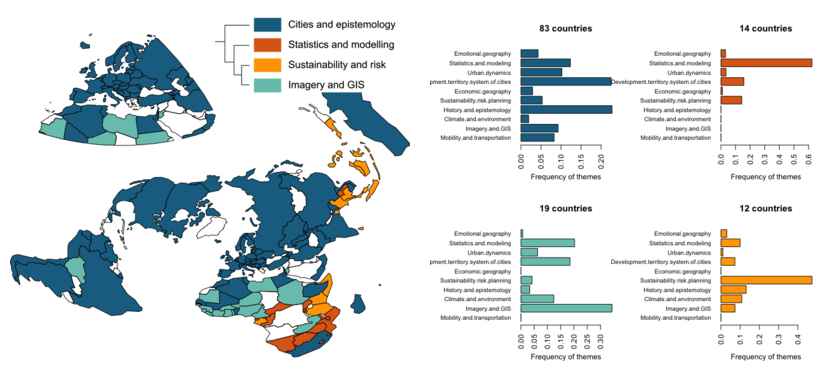 Cities and epistemology
Statistics and modelling
Sustainability and risk
Imagery and GIS
83 countries
Emotional.geography
Statistics.and.modeling
Urban.dynamics
pment.territory.system.of.cities
Economic.geography
Sustainability.risk.planning
History.and.epistemology
Climate.and.environment
Imagery.and.GIS
Mobility.and.transportation
0.00
0.05
0.10
0.15
0.20
Frequency of themes
14 countries
Emotional.geography
Statistics.and.modeling
Urban.dynamics
Development.territory.system.of.cities
Economic.geography
Sustainability.risk.planning
History.and.epistemology
Climate.and.environment
Imagery.and.GIS
Mobility.and.transportation
0.0
0.1
0.2
0.3
0.4
0.5
0.6
Frequency of themes
19 countries
Emotional.geography
Statistics.and.modeling
Urban.dynamics
pment.territory.system.of.cities
Economic.geography
Sustainability.risk.planning
History.and.epistemology
Climate.and.environment
Imagery.and.GIS
Mobility.and.transportation
0.00
0.05
0.10
0.15
0.20
0.25
0.30
Frequency of themes
12 countries
Emotional.geography
Statistics.and.modeling
Urban.dynamics
Development.territory.system.of.cities
Economic.geography
Sustainability.risk.planning
History.and.epistemology
Climate.and.environment
Imagery.and.GIS
Mobility.and.transportation
0.0
0.1
0.2
0.3
0.4
Frequency of themes